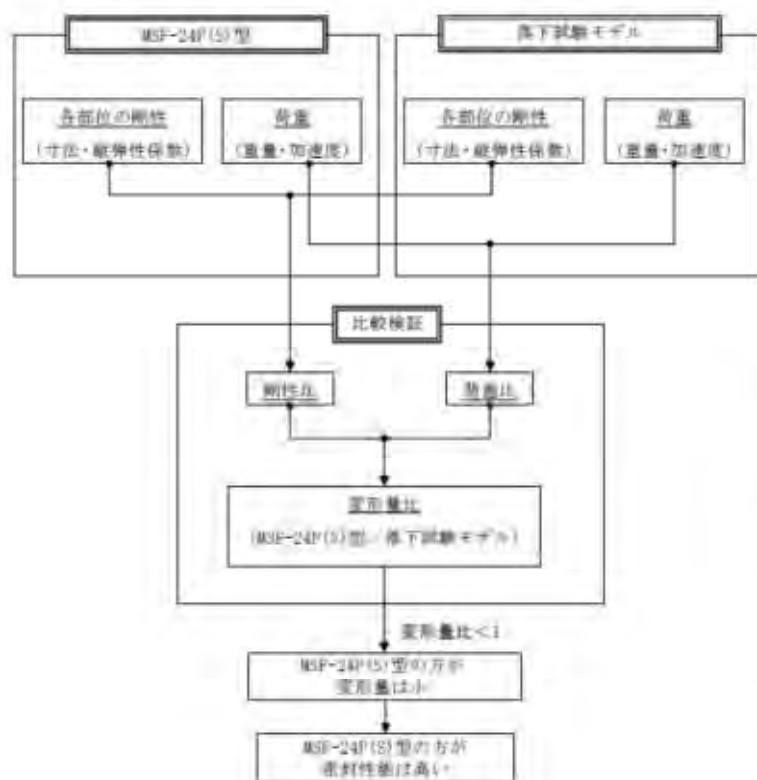 MSF-24P(S)型
落下試験モデル
各部位の剛性
(寸法・縦弾性係数)
荷重
(重量・加速度)
各部位の剛性
(寸法・縦弾性係数)
荷重
(重量・加速度)
比較検証
剛性比
荷重比
変形量比
(MSF-24P(S)型/落下試験モデル)
変形量比<1
MSF-24P(S)型の方が
変形量は小
MSF-24P(S)型の方が
密封性能は高い